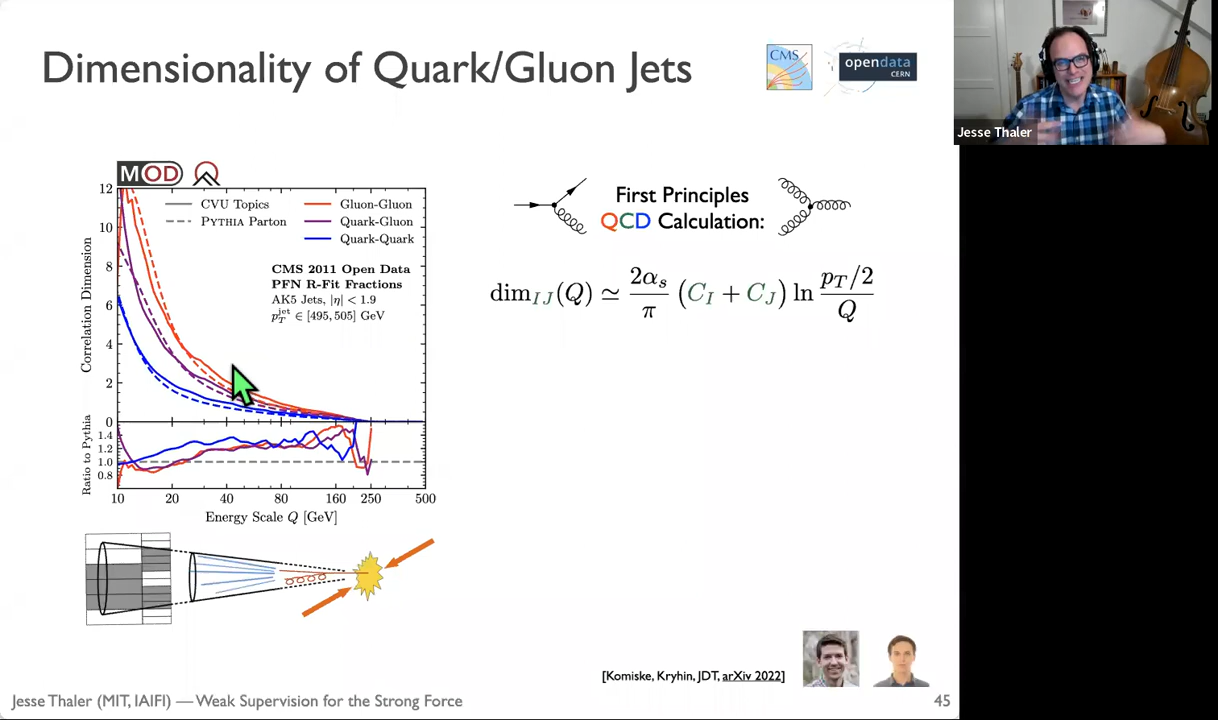 Dimensionality of Quark/Gluon Jets
CMS
opendata
CERN
Jesse Thaler
MOD
12
10
8
6
4
2
0
Correlation Dimension
CVU Topics
PYTHIA Parton
Gluon-Gluon
Quark-Gluon
Quark-Quark
CMS 2011 Open Data
PFN R-Fit Fractions
AK5 Jets, |η| < 1.9
p_T^jet ∈ [495, 505] GeV
1.4
1.2
1.0
0.8
Ratio to Pythia
10 20 40 80 160 250 500
Energy Scale Q [GeV]
First Principles
QCD Calculation:
dim_IJ(Q) ≃ 2α_s/π (C_I + C_J) ln p_T/2 / Q
[Komiske, Kryhin, JDT, arXiv 2022]
Jesse Thaler (MIT, IAIFI) — Weak Supervision for the Strong Force
45